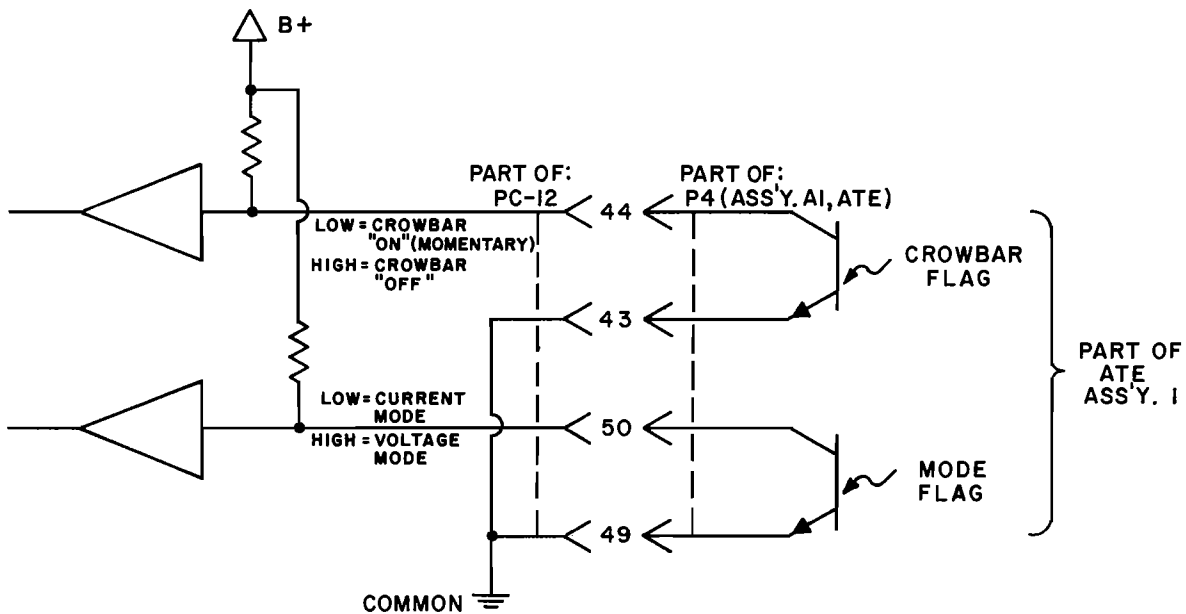 B+
PART OF:
PC-12
PART OF:
P4 (ASS'Y. A1, ATE)
44
LOW = CROWBAR
"ON" (MOMENTARY)
HIGH = CROWBAR
"OFF"
CROWBAR
FLAG
43
PART OF
ATE
ASS'Y. 1
LOW = CURRENT
MODE
HIGH = VOLTAGE
MODE
50
MODE
FLAG
49
COMMON